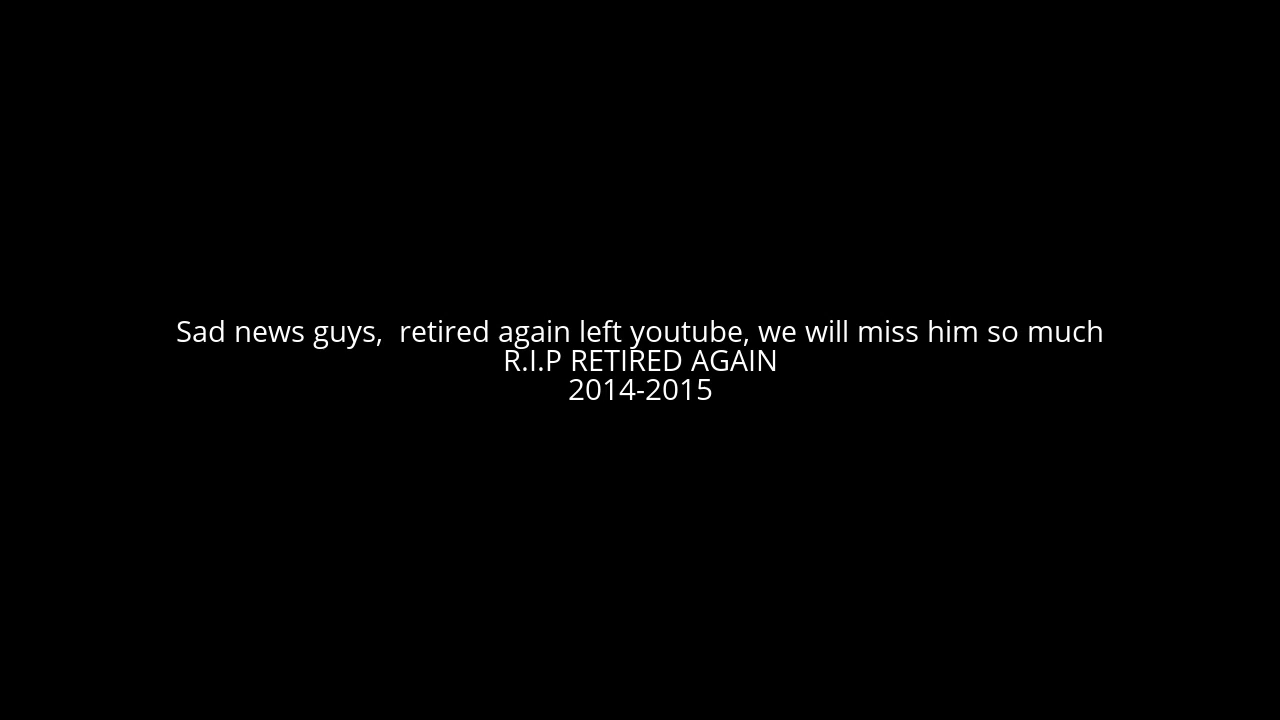 Sad news guys,  retired again left youtube, we will miss him so much
R.I.P RETIRED AGAIN
2014-2015